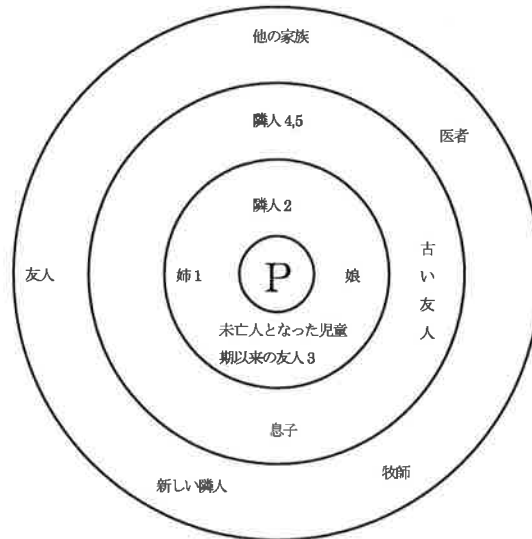 他の家族
医者
隣人 4,5
隣人 2
友人
姉 1
P
娘
古い友人
未亡人となった児童
期以来の友人 3
息子
新しい隣人
牧師